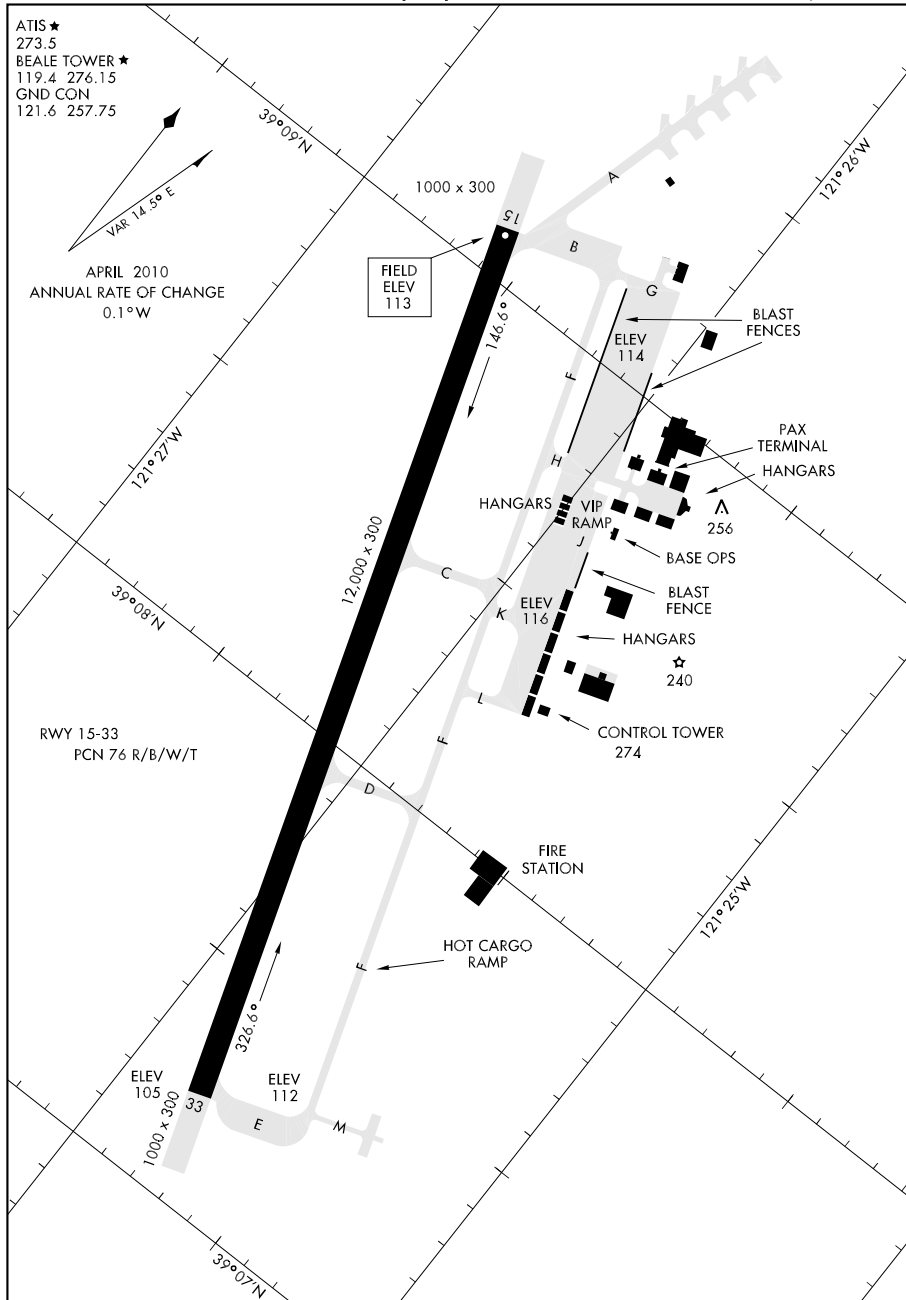 ATIS ★
273.5
BEALE TOWER ★
119.4 276.15
GND CON
121.6 257.75
VAR 14.5° E
APRIL 2010
ANNUAL RATE OF CHANGE
0.1° W
39°09'N
121° 26'W
1000 x 300
15
A
B
G
FIELD
ELEV
113
146.6°
BLAST
FENCES
ELEV
114
F
121° 27'W
PAX
TERMINAL
HANGARS
H
HANGARS
VIP
RAMP
256
J
BASE OPS
12,000 x 300
C
BLAST
FENCE
39°08'N
K
ELEV
116
HANGARS
240
L
RWY 15-33
PCN 76 R/B/W/T
F
CONTROL TOWER
274
D
FIRE
STATION
121° 25'W
HOT CARGO
RAMP
F
326.6°
ELEV
105
33
ELEV
112
1000 x 300
E
M
39°07'N